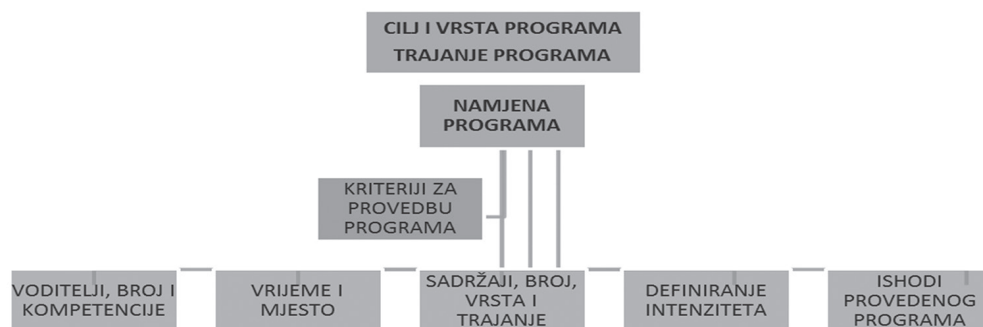 CILJ I VRSTA PROGRAMA
TRAJANJE PROGRAMA
NAMJENA
PROGRAMA
KRITERIJI ZA
PROVEDBU
PROGRAMA
VODITELJI, BROJ I
KOMPETENCIJE
VRIJEME I
MJESTO
SADRŽAJI, BROJ,
VRSTA I
TRAJANJE
DEFINIRANJE
INTENZITETA
ISHODI
PROVEDENOG
PROGRAMA